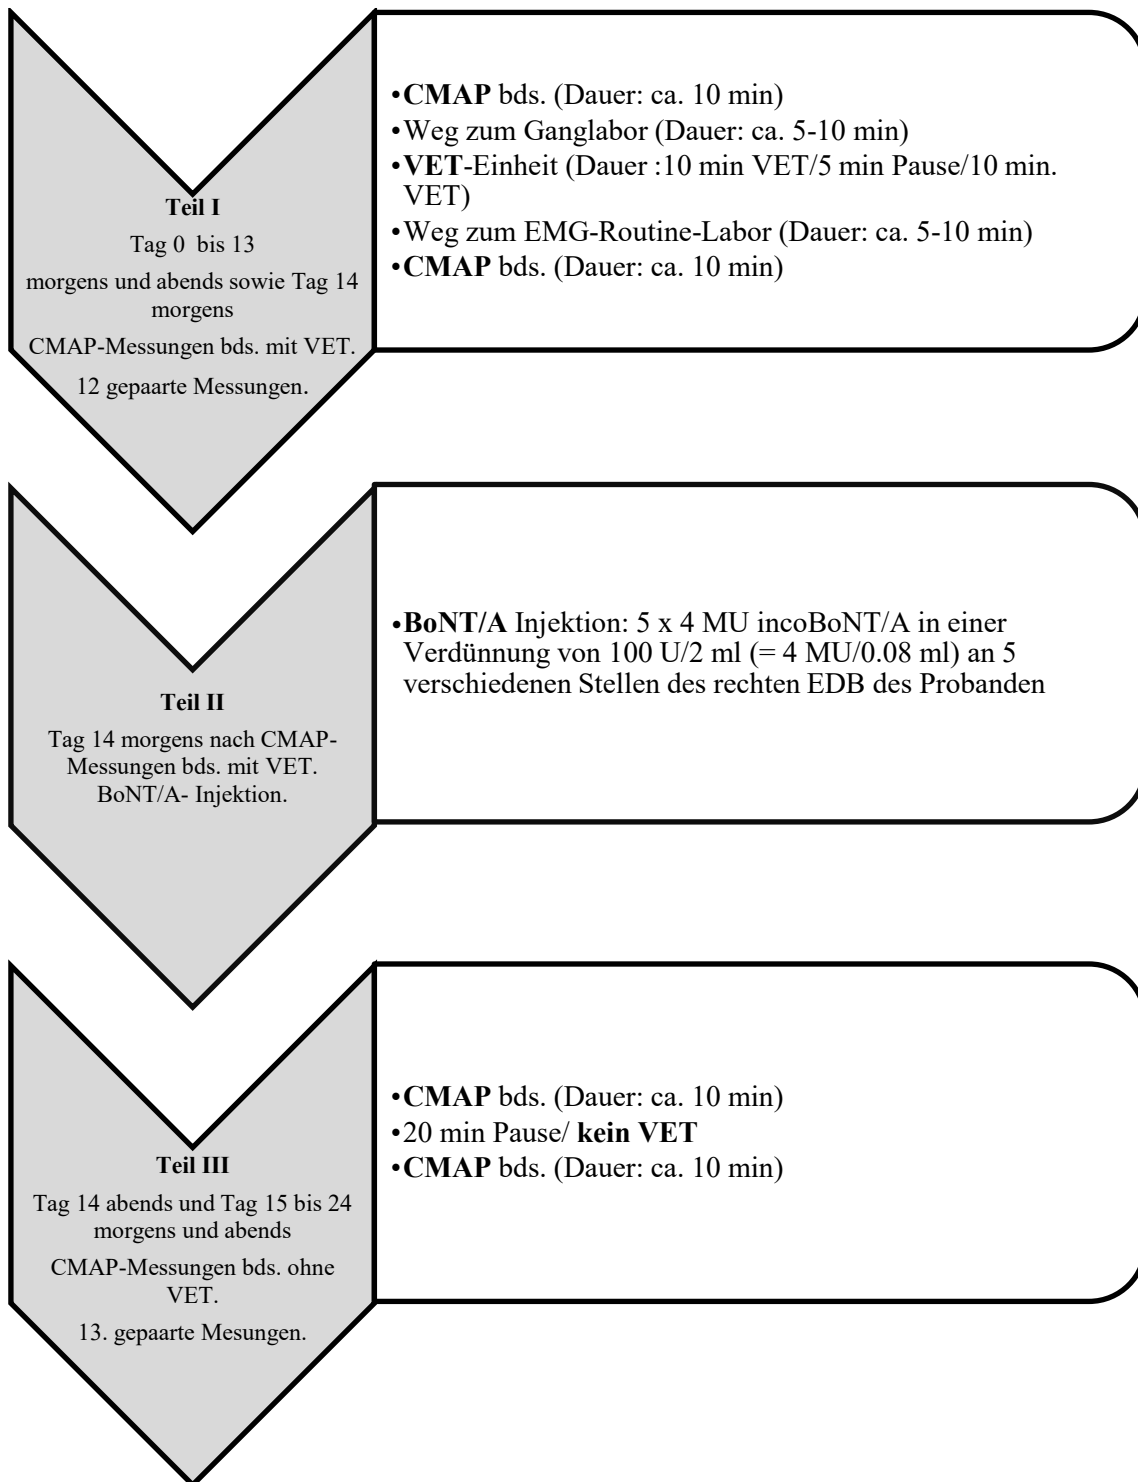 Teil I
Tag 0 bis 13
morgens und abends sowie Tag 14
morgens
CMAP-Messungen bds. mit VET.
12 gepaarte Messungen.
•CMAP bds. (Dauer: ca. 10 min)
•Weg zum Ganglabor (Dauer: ca. 5-10 min)
•VET-Einheit (Dauer :10 min VET/5 min Pause/10 min.
VET)
•Weg zum EMG-Routine-Labor (Dauer: ca. 5-10 min)
•CMAP bds. (Dauer: ca. 10 min)
Teil II
Tag 14 morgens nach CMAP-
Messungen bds. mit VET.
BoNT/A- Injektion.
•BoNT/A Injektion: 5 x 4 MU incoBoNT/A in einer
Verdünnung von 100 U/2 ml (= 4 MU/0.08 ml) an 5
verschiedenen Stellen des rechten EDB des Probanden
Teil III
Tag 14 abends und Tag 15 bis 24
morgens und abends
CMAP-Messungen bds. ohne
VET.
13. gepaarte Mesungen.
•CMAP bds. (Dauer: ca. 10 min)
•20 min Pause/ kein VET
•CMAP bds. (Dauer: ca. 10 min)